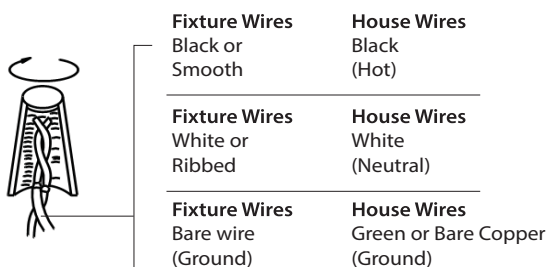 Fixture Wires House Wires
Black or Black
Smooth (Hot)
Fixture Wires House Wires
White or White
Ribbed (Neutral)
Fixture Wires House Wires
Bare wire Green or Bare Copper
(Ground) (Ground)